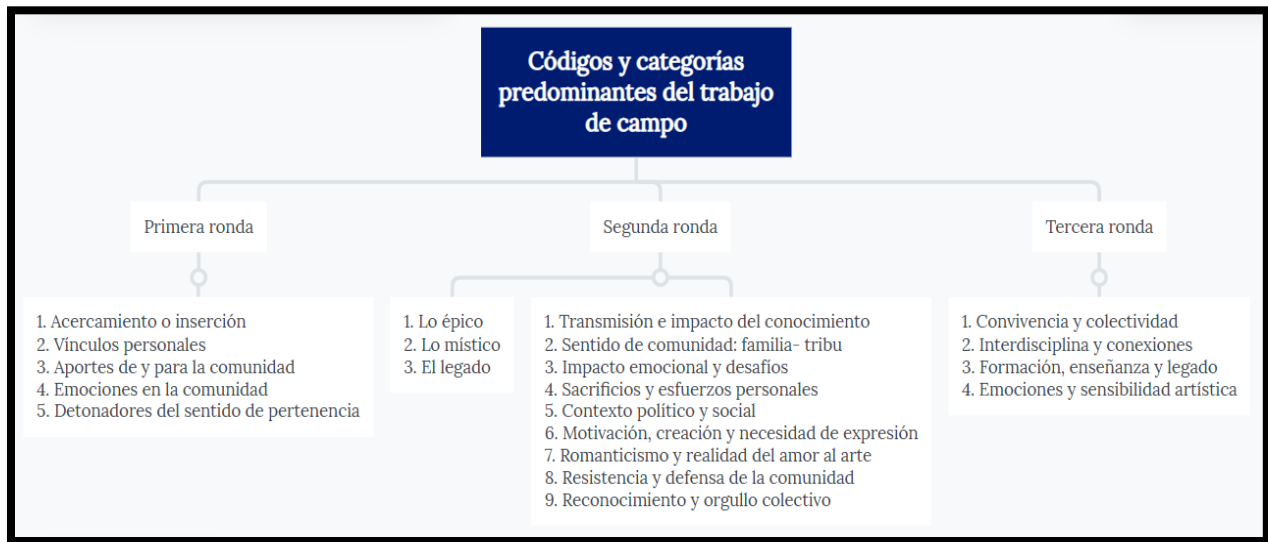 Códigos y categorías
predominantes del trabajo
de campo
Primera ronda
Segunda ronda
Tercera ronda
1. Acercamiento o inserción
2. Vínculos personales
3. Aportes de y para la comunidad
4. Emociones en la comunidad
5. Detonadores del sentido de pertenencia
1. Lo épico
2. Lo místico
3. El legado
1. Transmisión e impacto del conocimiento
2. Sentido de comunidad: familia- tribu
3. Impacto emocional y desafíos
4. Sacrificios y esfuerzos personales
5. Contexto político y social
6. Motivación, creación y necesidad de expresión
7. Romanticismo y realidad del amor al arte
8. Resistencia y defensa de la comunidad
9. Reconocimiento y orgullo colectivo
1. Convivencia y colectividad
2. Interdisciplina y conexiones
3. Formación, enseñanza y legado
4. Emociones y sensibilidad artística